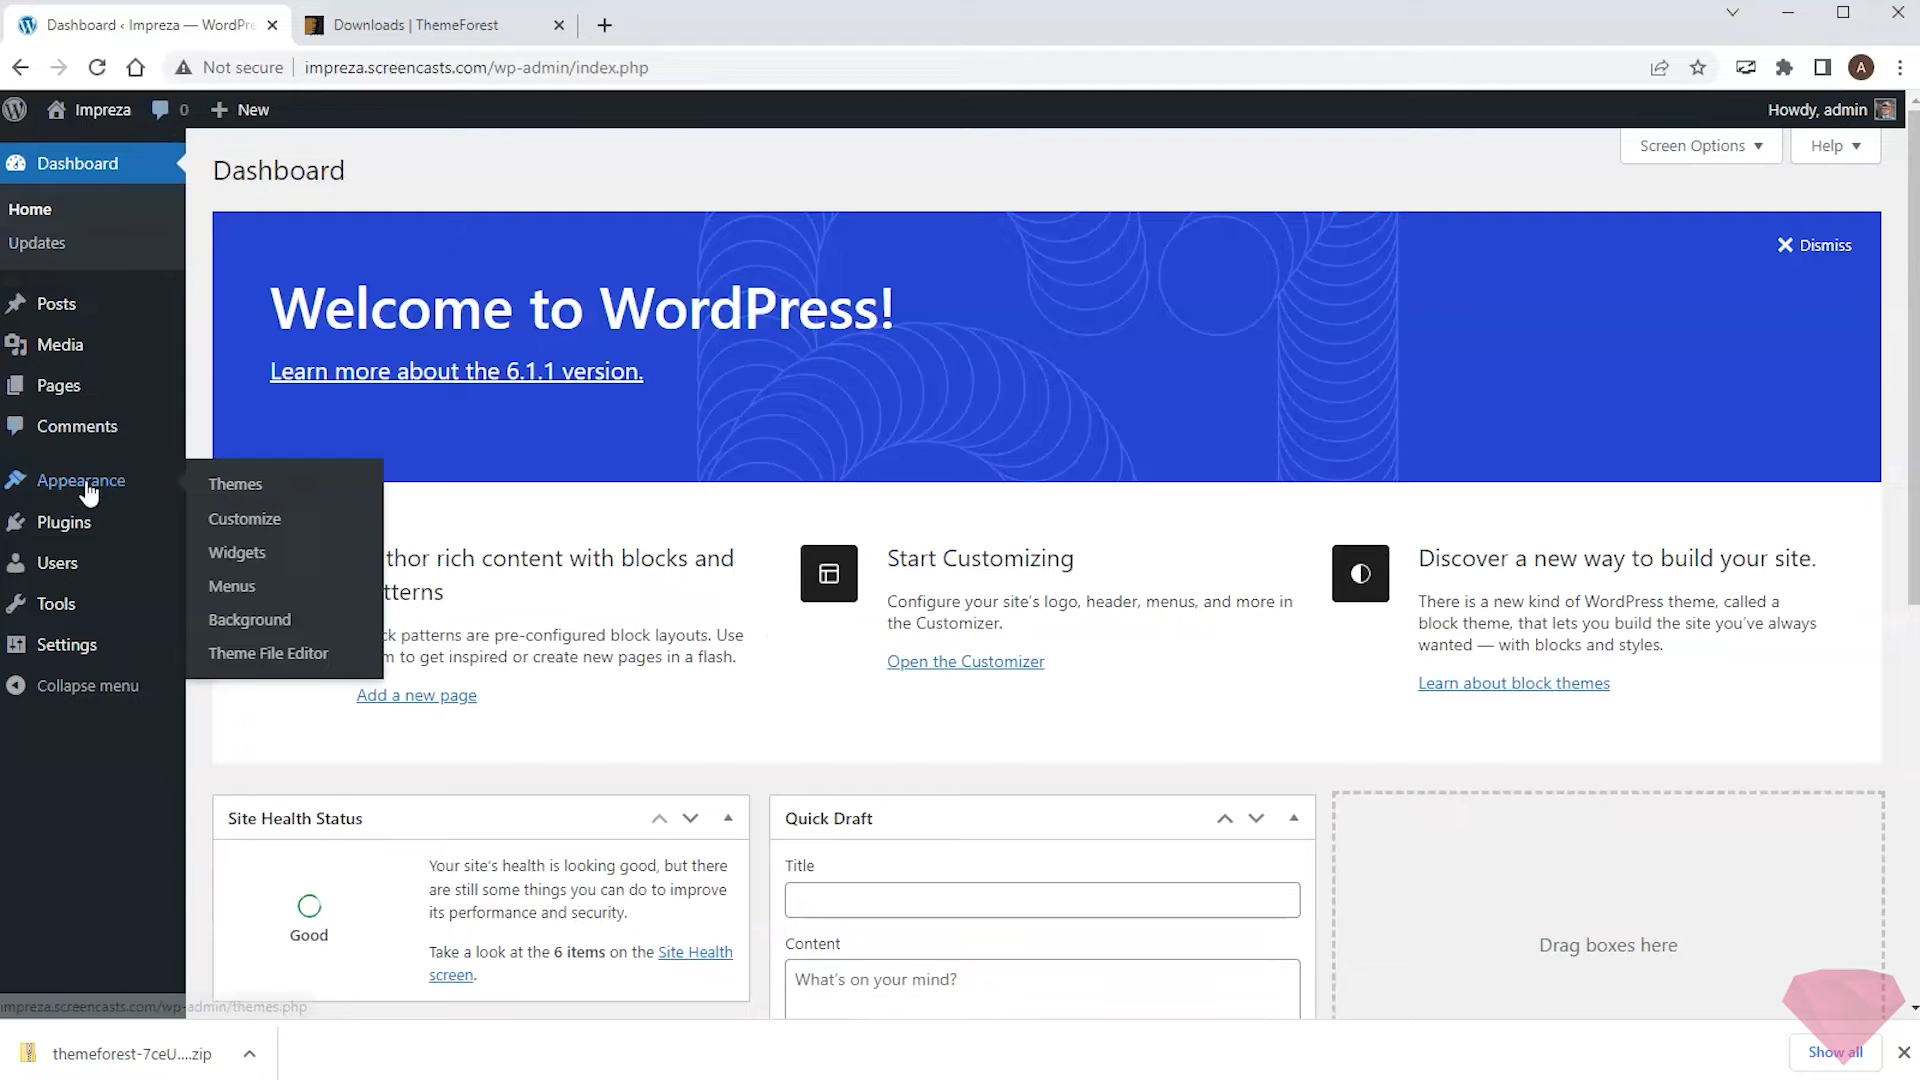 Dashboard ‹ Impreza — WordPre
Downloads | ThemeForest
Not secure
impreza.screencasts.com/wp-admin/index.php
A
Impreza
0
New
Howdy, admin
Dashboard
Home
Updates
Posts
Media
Pages
Comments
Appearance
Plugins
Users
Tools
Settings
Collapse menu
Themes
Customize
Widgets
Menus
Background
Theme File Editor
Dashboard
Screen Options
Help
Dismiss
Welcome to WordPress!
Learn more about the 6.1.1 version.
thor rich content with blocks and
tterns
ck patterns are pre-configured block layouts. Use
m to get inspired or create new pages in a flash.
Add a new page
Start Customizing
Configure your site's logo, header, menus, and more in
the Customizer.
Open the Customizer
Discover a new way to build your site.
There is a new kind of WordPress theme, called a
block theme, that lets you build the site you've always
wanted — with blocks and styles.
Learn about block themes
Site Health Status
Good
Your site's health is looking good, but there
are still some things you can do to improve
its performance and security.
Take a look at the 6 items on the Site Health
screen.
Quick Draft
Title
Content
What's on your mind?
Drag boxes here
impreza.screencasts.com/wp-admin/themes.php
themeforest-7ceU....zip
Show all